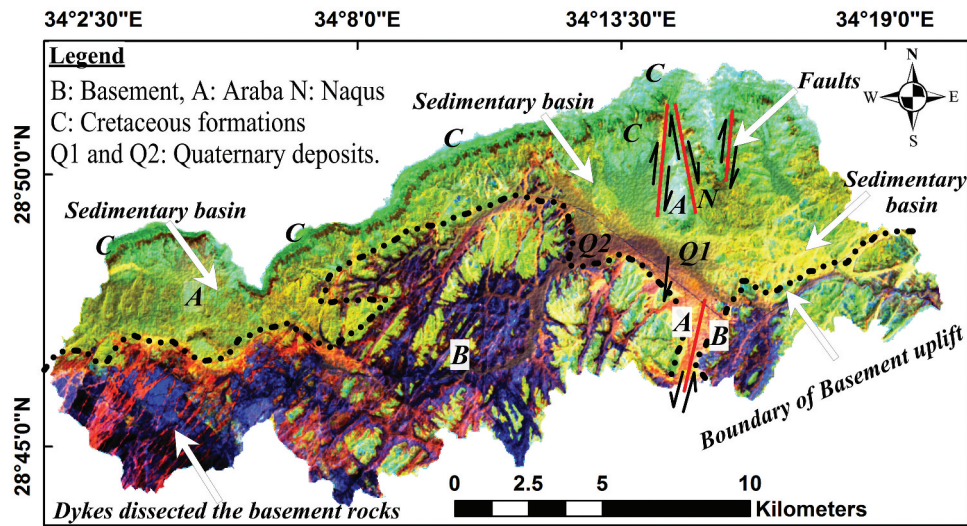 34°2'30"E 34°8'0"E 34°13'30"E 34°19'0"E
Legend
B: Basement, A: Araba N: Naqus
C: Cretaceous formations
Q1 and Q2: Quaternary deposits.
N
W E
S
C
Faults
Sedimentary basin
C
C
28°50'0"N
A
N
Sedimentary
basin
Sedimentary basin
C
C
Q2
Q1
A
A
B
B
Boundary of Basement uplift
28°45'0"N
0 2.5 5 10
Kilometers
Dykes dissected the basement rocks